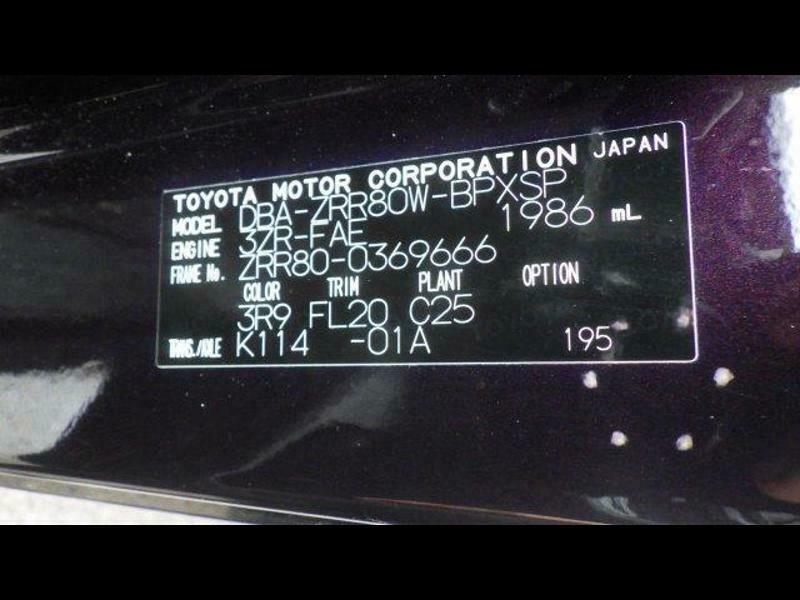 TOYOTA MOTOR CORPORATION JAPAN
MODEL DBA-ZRR80W-BPXSP
ENGINE 3ZR-FAE 1986 mL
FRAME No. ZRR80-0369666
COLOR TRIM PLANT OPTION
3R9 FL20 C25
TRANS./AXLE K114 -01A 195